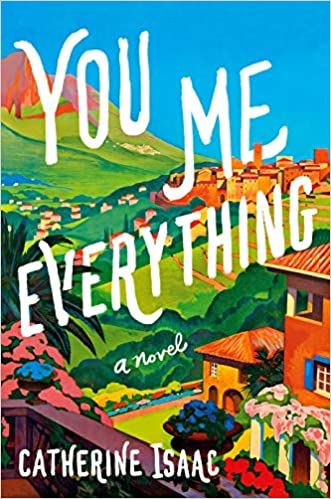 YOU
ME
EVERYTHING
a novel
CATHERINE ISAAC